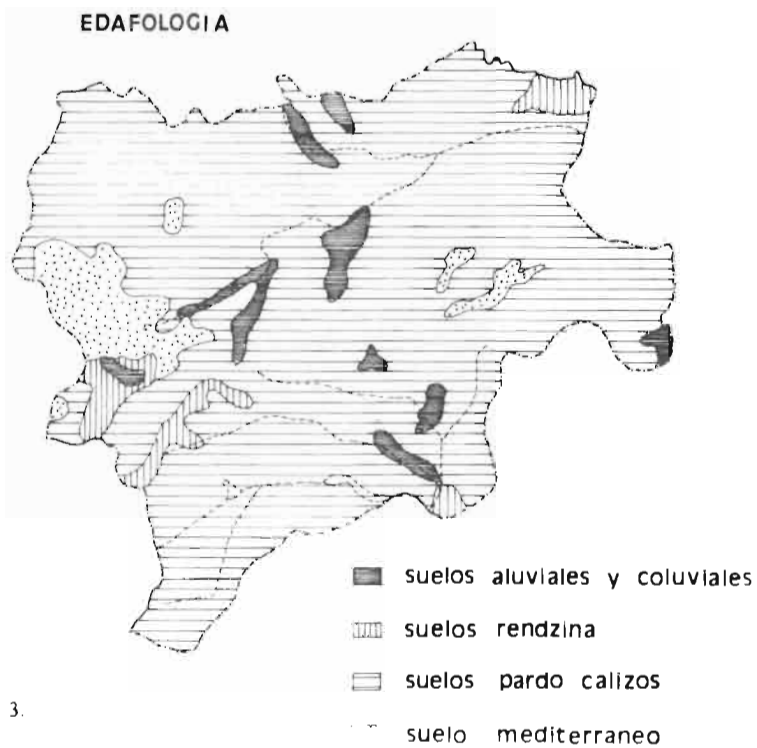 EDAFOLOGIA
suelos aluviales y coluviales
suelos rendzina
suelos pardo calizos
3.
suelo mediterraneo